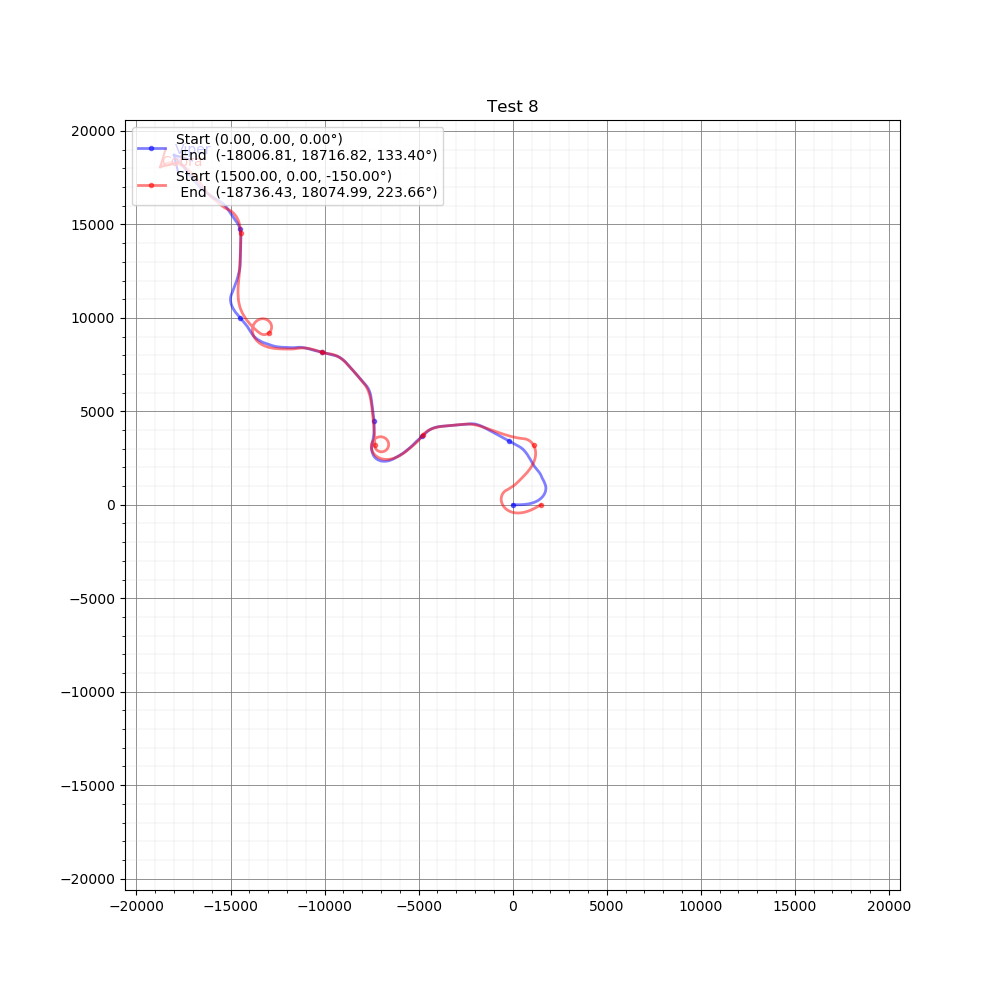 Test 8
20000
15000
10000
5000
0
−5000
−10000
−15000
−20000
Start (0.00, 0.00, 0.00°)
End (-18006.81, 18716.82, 133.40°)
Start (1500.00, 0.00, -150.00°)
End (-18736.43, 18074.99, 223.66°)
−20000 −15000 −10000 −5000 0 5000 10000 15000 20000